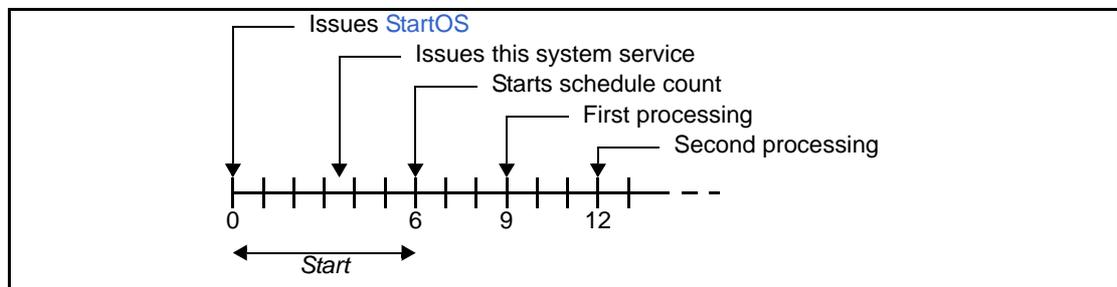 Issues StartOS
Issues this system service
Starts schedule count
First processing
Second processing
0 6 9 12
Start